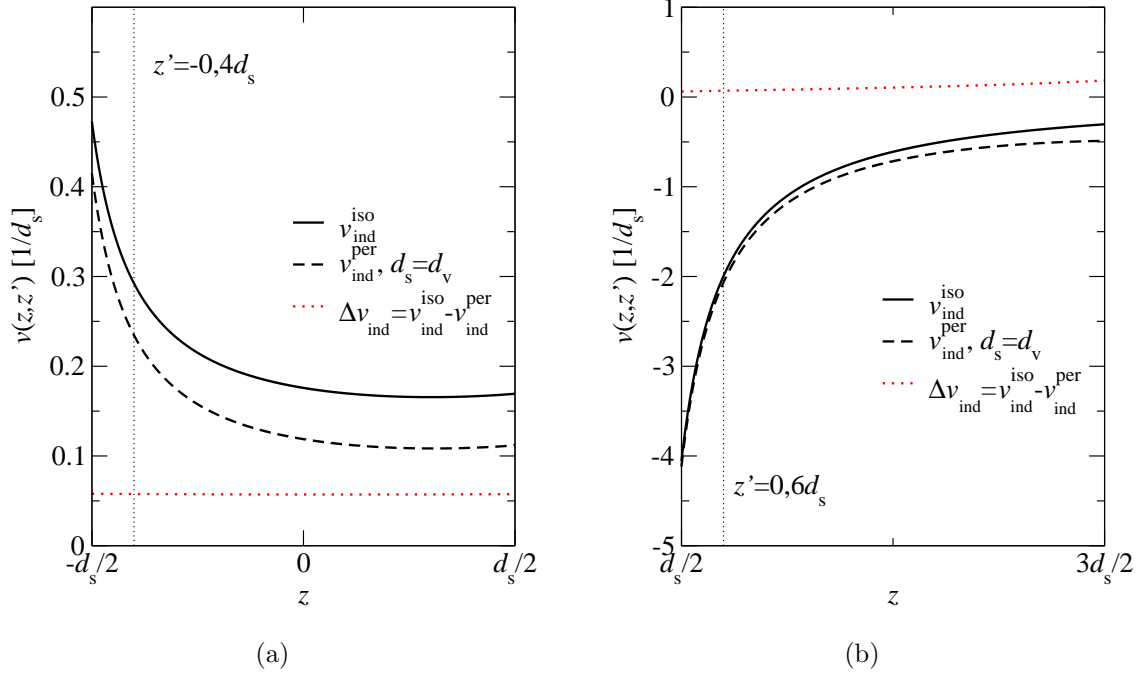 0.6
0.5
0.4
0.3
0.2
0.1
0
v(z,z') [1/d_s]
z'=-0,4d_s
v_ind^iso
v_ind^per, d_s=d_v
Δv_ind=v_ind^iso-v_ind^per
-d_s/2
0
d_s/2
z
(a)
1
0
-1
-2
-3
-4
-5
v(z,z') [1/d_s]
v_ind^iso
v_ind^per, d_s=d_v
Δv_ind=v_ind^iso-v_ind^per
z'=0,6d_s
d_s/2
3d_s/2
z
(b)